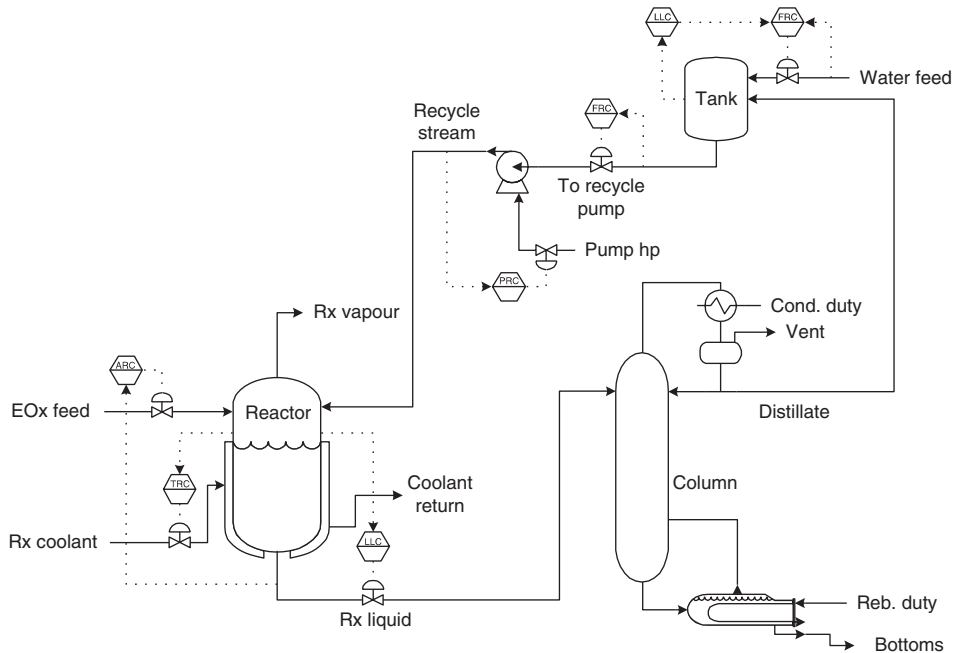 LLC
FRC
Water feed
Tank
FRC
Recycle
stream
To recycle
pump
Pump hp
PRC
Rx vapour
Cond. duty
Vent
ARC
EOx feed
Reactor
Distillate
TRC
Coolant
return
Column
Rx coolant
LLC
Rx liquid
Reb. duty
Bottoms